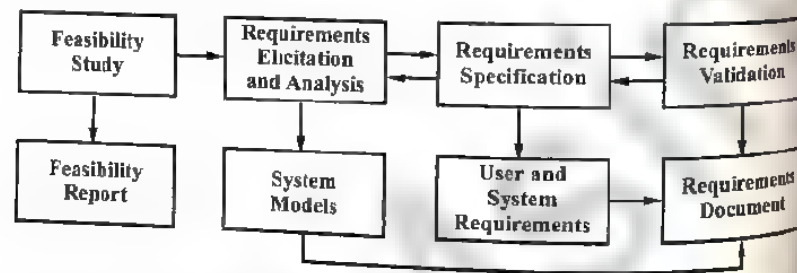 Feasibility
Study
Requirements
Elicitation
and Analysis
Requirements
Specification
Requirements
Validation
Feasibility
Report
System
Models
User and
System
Requirements
Requirements
Document